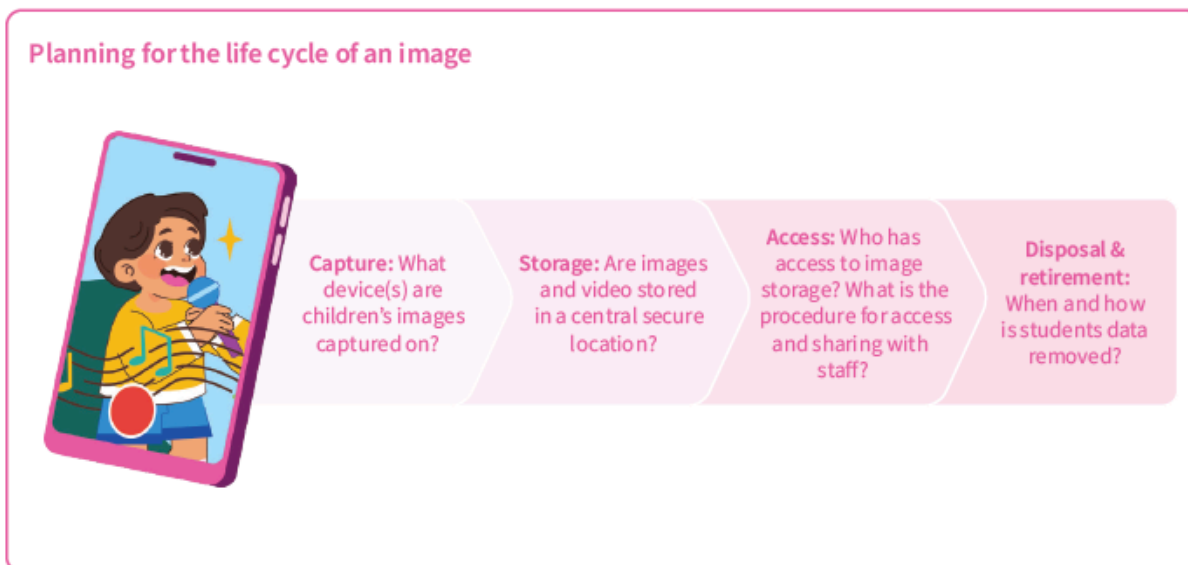 Planning for the life cycle of an image
Capture: What
device(s) are
children's images
captured on?
Storage: Are images
and video stored
in a central secure
location?
Access: Who has
access to image
storage? What is the
procedure for access
and sharing with
staff?
Disposal &
retirement:
When and how
is students data
removed?